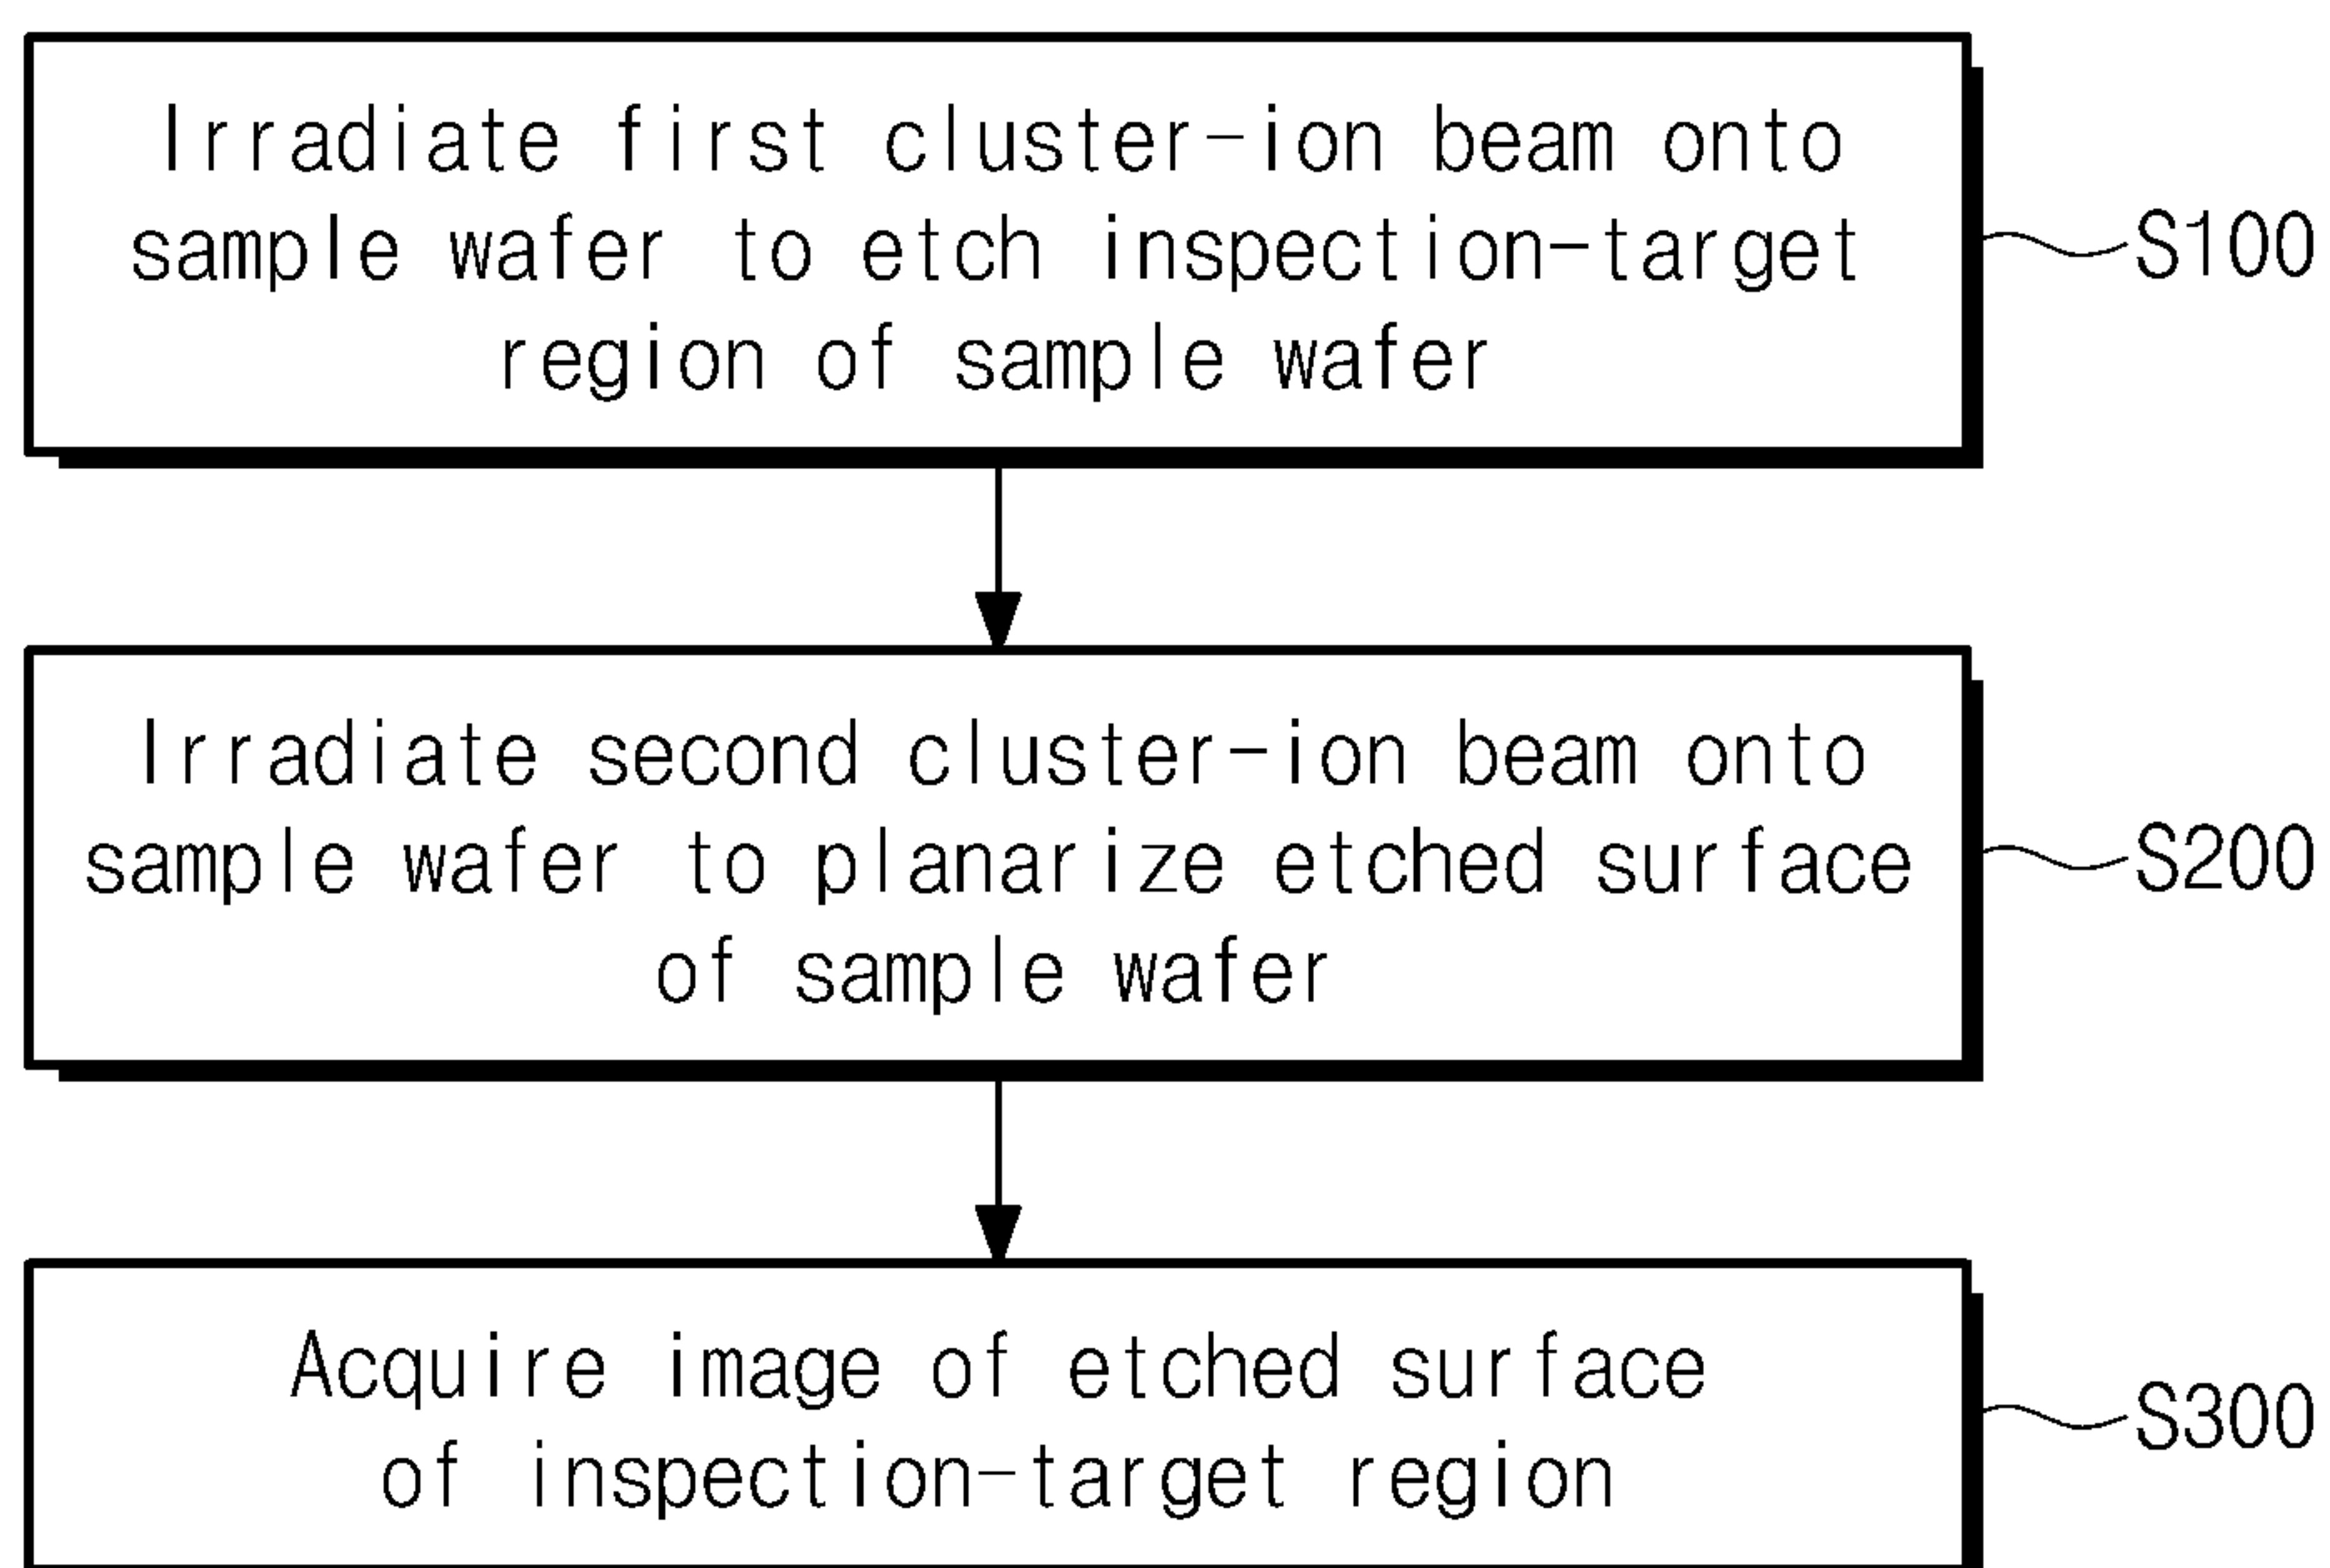 Irradiate first cluster-ion beam onto
sample wafer to etch inspection-target
region of sample wafer
S100
Irradiate second cluster-ion beam onto
sample wafer to planarize etched surface
of sample wafer
S200
Acquire image of etched surface
of inspection-target region
S300